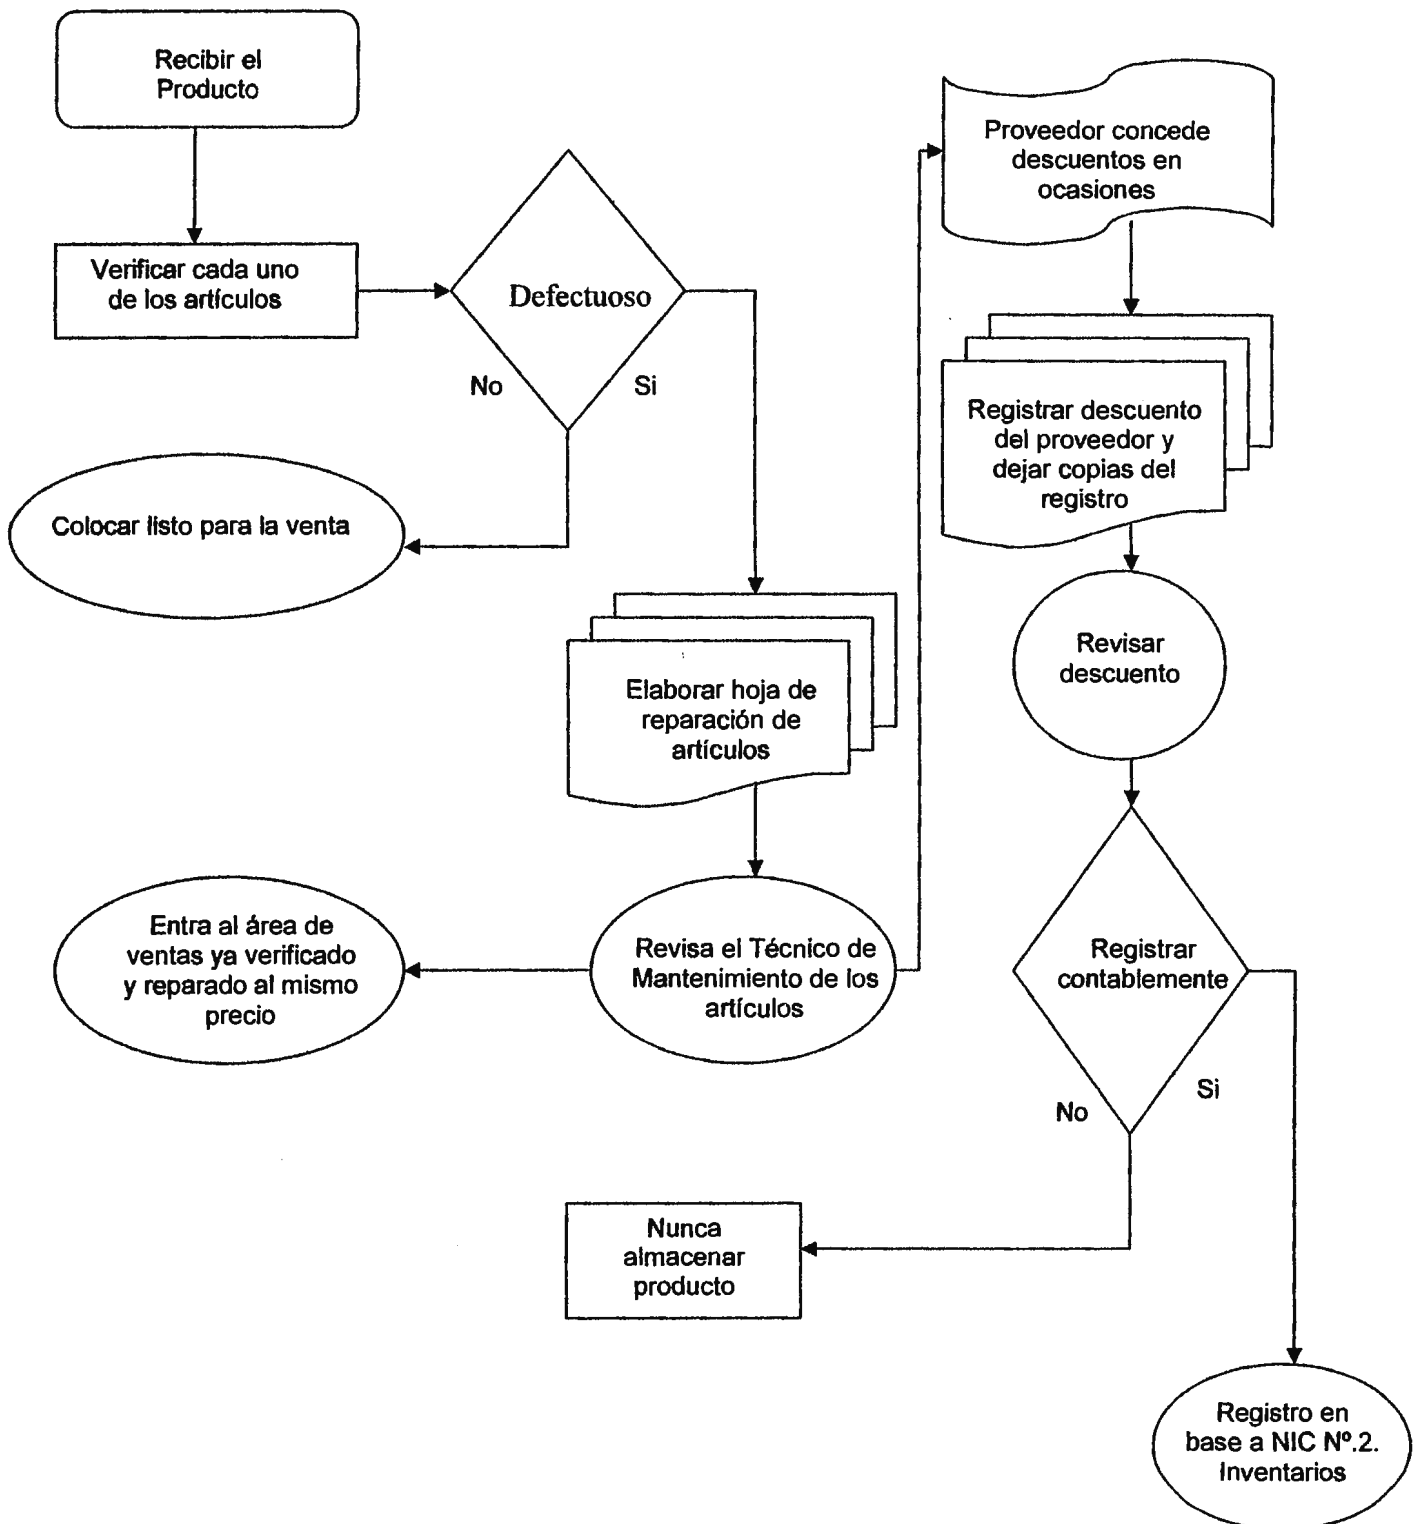 Recibir el
Producto
Verificar cada uno
de los artículos
Defectuoso
No
Si
Colocar listo para la venta
Elaborar hoja de
reparación de
artículos
Revisa el Técnico de
Mantenimiento de los
artículos
Entra al área de
ventas ya verificado
y reparado al mismo
precio
Proveedor concede
descuentos en
ocasiones
Registrar descuento
del proveedor y
dejar copias del
registro
Revisar
descuento
Registrar
contablemente
No
Si
Nunca
almacenar
producto
Registro en
base a NIC Nº.2.
Inventarios